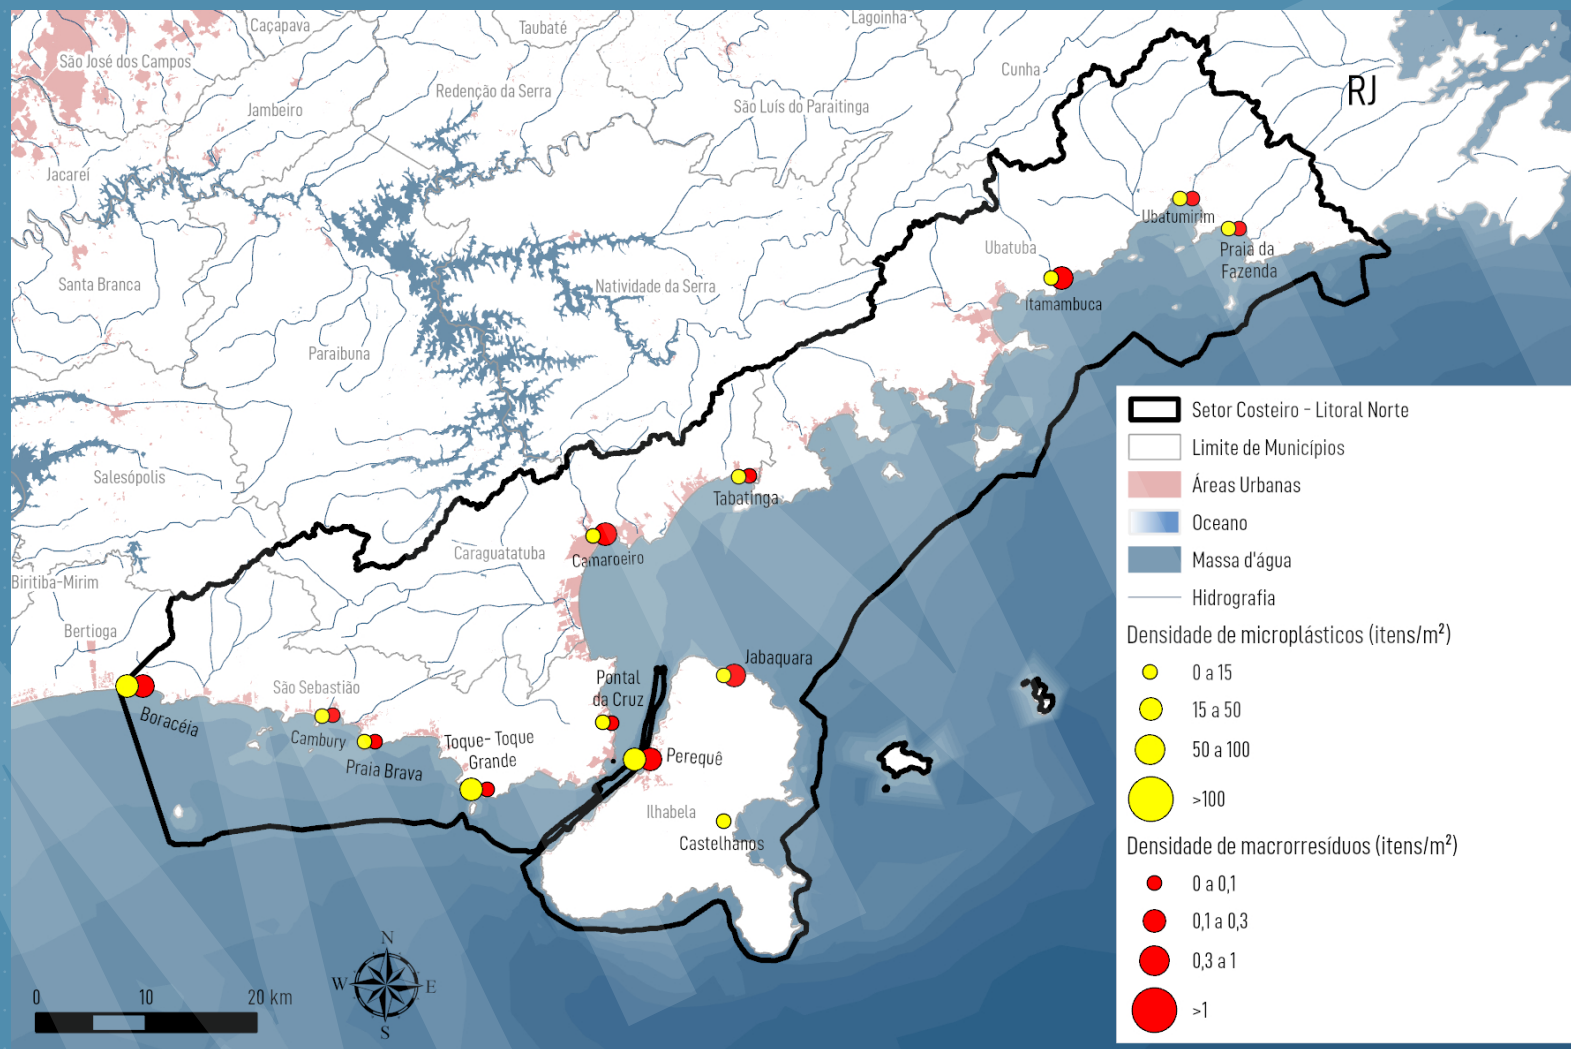 Caçapava
Taubaté
Lagoinha
São José dos Campos
Cunha
RJ
Redenção da Serra
Jambeiro
São Luís do Paraitinga
Jacareí
Ubatumirim
Ubatuba
Praia da
Fazenda
Santa Branca
Natividade da Serra
Itamambuca
Paraibuna
Salesópolis
Tabatinga
Caraguatatuba
Camaroeiro
Biritiba-Mirim
Bertioga
Jabaquara
Pontal
da Cruz
São Sebastião
Boracéia
Cambury
Toque- Toque
Grande
Praia Brava
Perequê
Ilhabela
Castelhanos
Setor Costeiro - Litoral Norte
Limite de Municípios
Áreas Urbanas
Oceano
Massa d'água
Hidrografia
Densidade de microplásticos (itens/m²)
0 a 15
15 a 50
50 a 100
>100
Densidade de macrorresíduos (itens/m²)
0 a 0,1
0,1 a 0,3
0,3 a 1
>1
N
W E
S
0 10 20 km